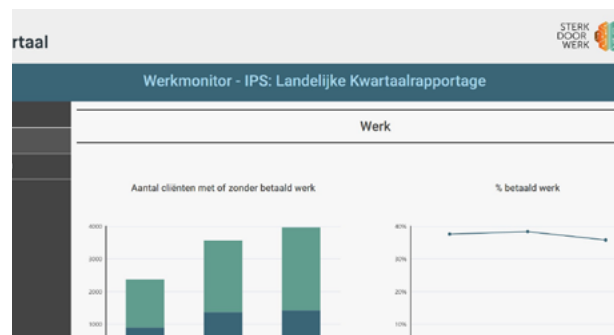 rtaal
STERK
DOOR
WERK
Werkmonitor - IPS: Landelijke Kwartaalrapportage
Werk
Aantal cliënten met of zonder betaald werk
% betaald werk
4000
3000
2000
1000
40%
30%
20%
10%